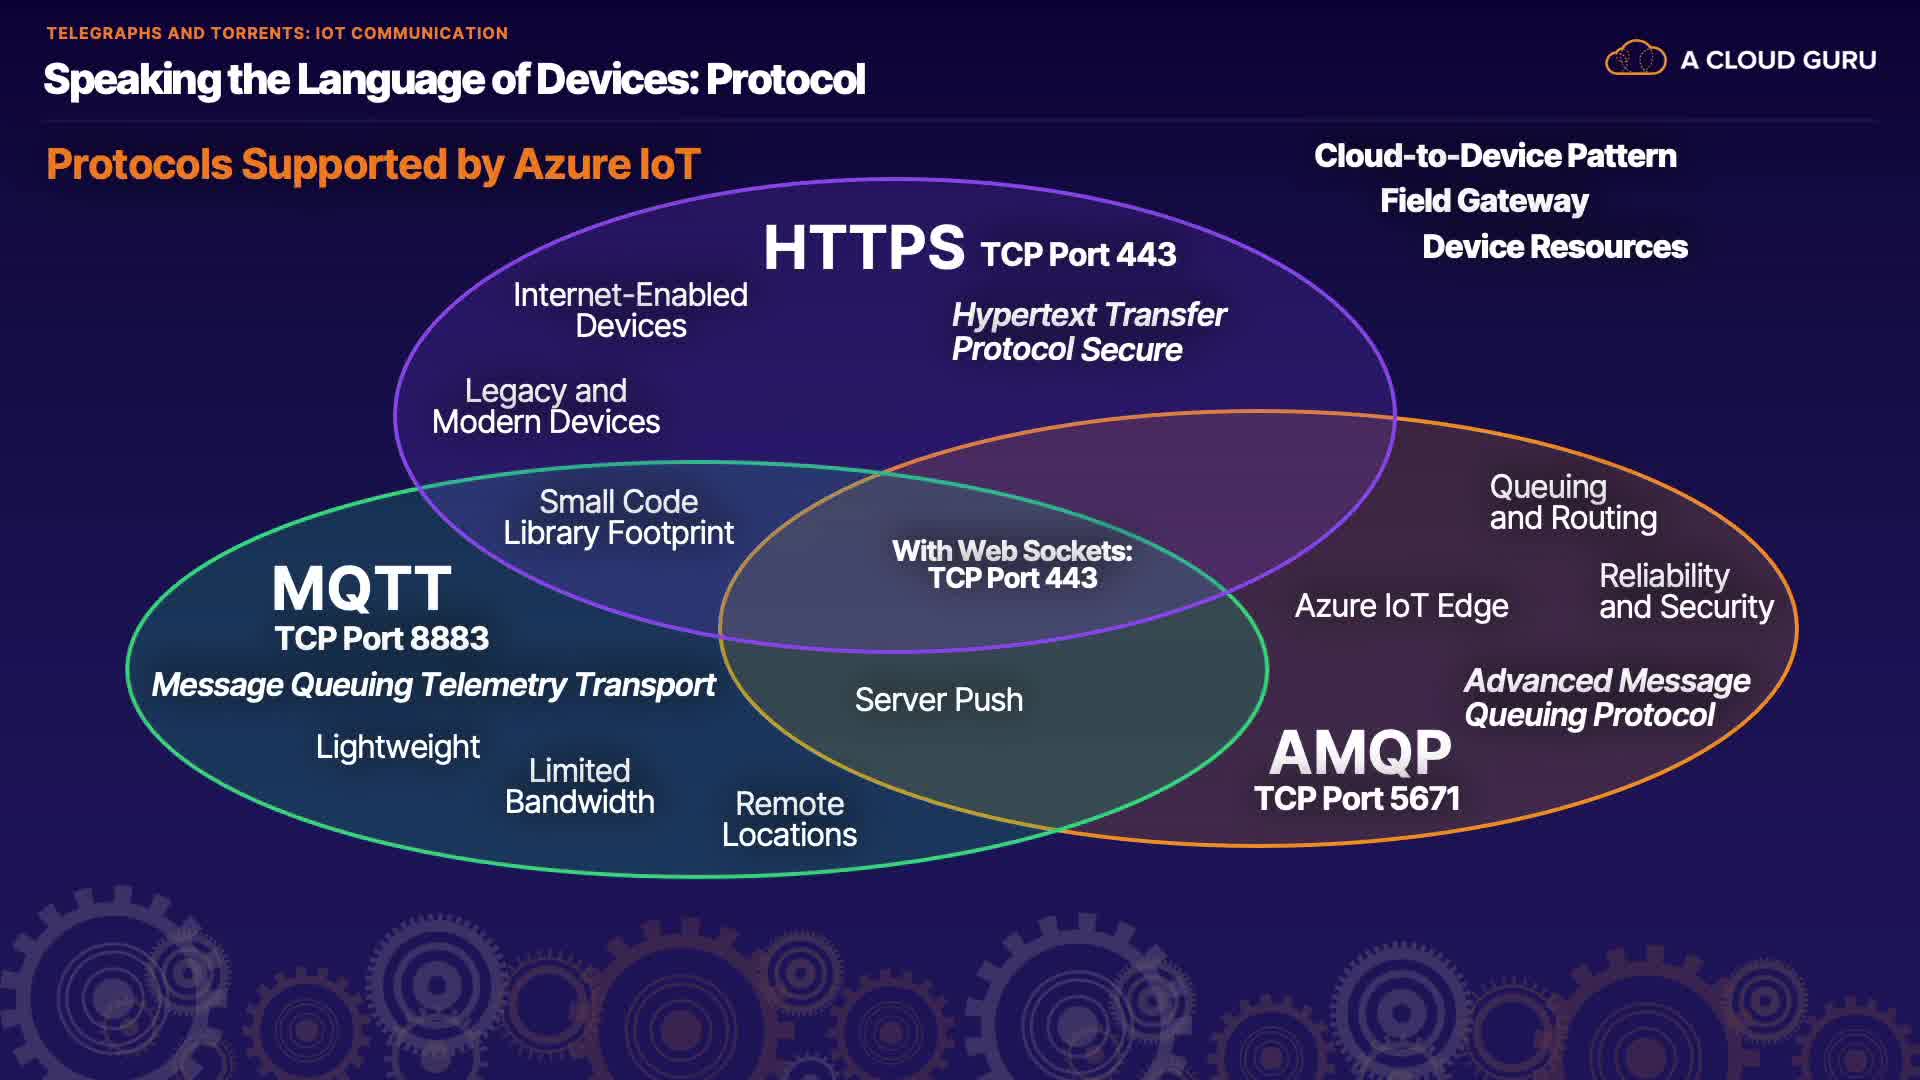 TELEGRAPHS AND TORRENTS: IOT COMMUNICATION
Speaking the Language of Devices: Protocol
A CLOUD GURU
Protocols Supported by Azure IoT
Cloud-to-Device Pattern
Field Gateway
Device Resources
HTTPS TCP Port 443
Internet-Enabled
Devices
Hypertext Transfer
Protocol Secure
Legacy and
Modern Devices
Small Code
Library Footprint
With Web Sockets:
TCP Port 443
Queuing
and Routing
Reliability
and Security
Azure IoT Edge
MQTT
TCP Port 8883
Message Queuing Telemetry Transport
Server Push
Advanced Message
Queuing Protocol
AMQP
TCP Port 5671
Lightweight
Limited
Bandwidth
Remote
Locations